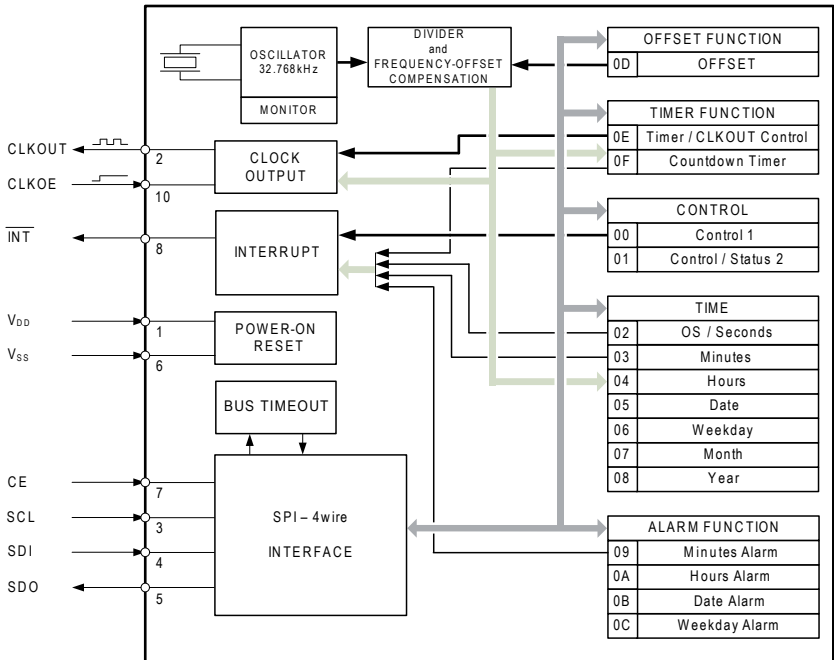 OSCILLATOR
32.768kHz
MONITOR
DIVIDER
and
FREQUENCY-OFFSET
COMPENSATION
OFFSET FUNCTION
0D OFFSET
TIMER FUNCTION
0E Timer / CLKOUT Control
0F Countdown Timer
CLKOUT
2
CLKOE
10
CLOCK
OUTPUT
CONTROL
00 Control 1
01 Control / Status 2
INT
8
INTERRUPT
TIME
02 OS / Seconds
03 Minutes
04 Hours
05 Date
06 Weekday
07 Month
08 Year
VDD
1
VSS
6
POWER-ON
RESET
BUS TIMEOUT
CE
7
SCL
3
SDI
4
SDO
5
SPI – 4wire
INTERFACE
ALARM FUNCTION
09 Minutes Alarm
0A Hours Alarm
0B Date Alarm
0C Weekday Alarm